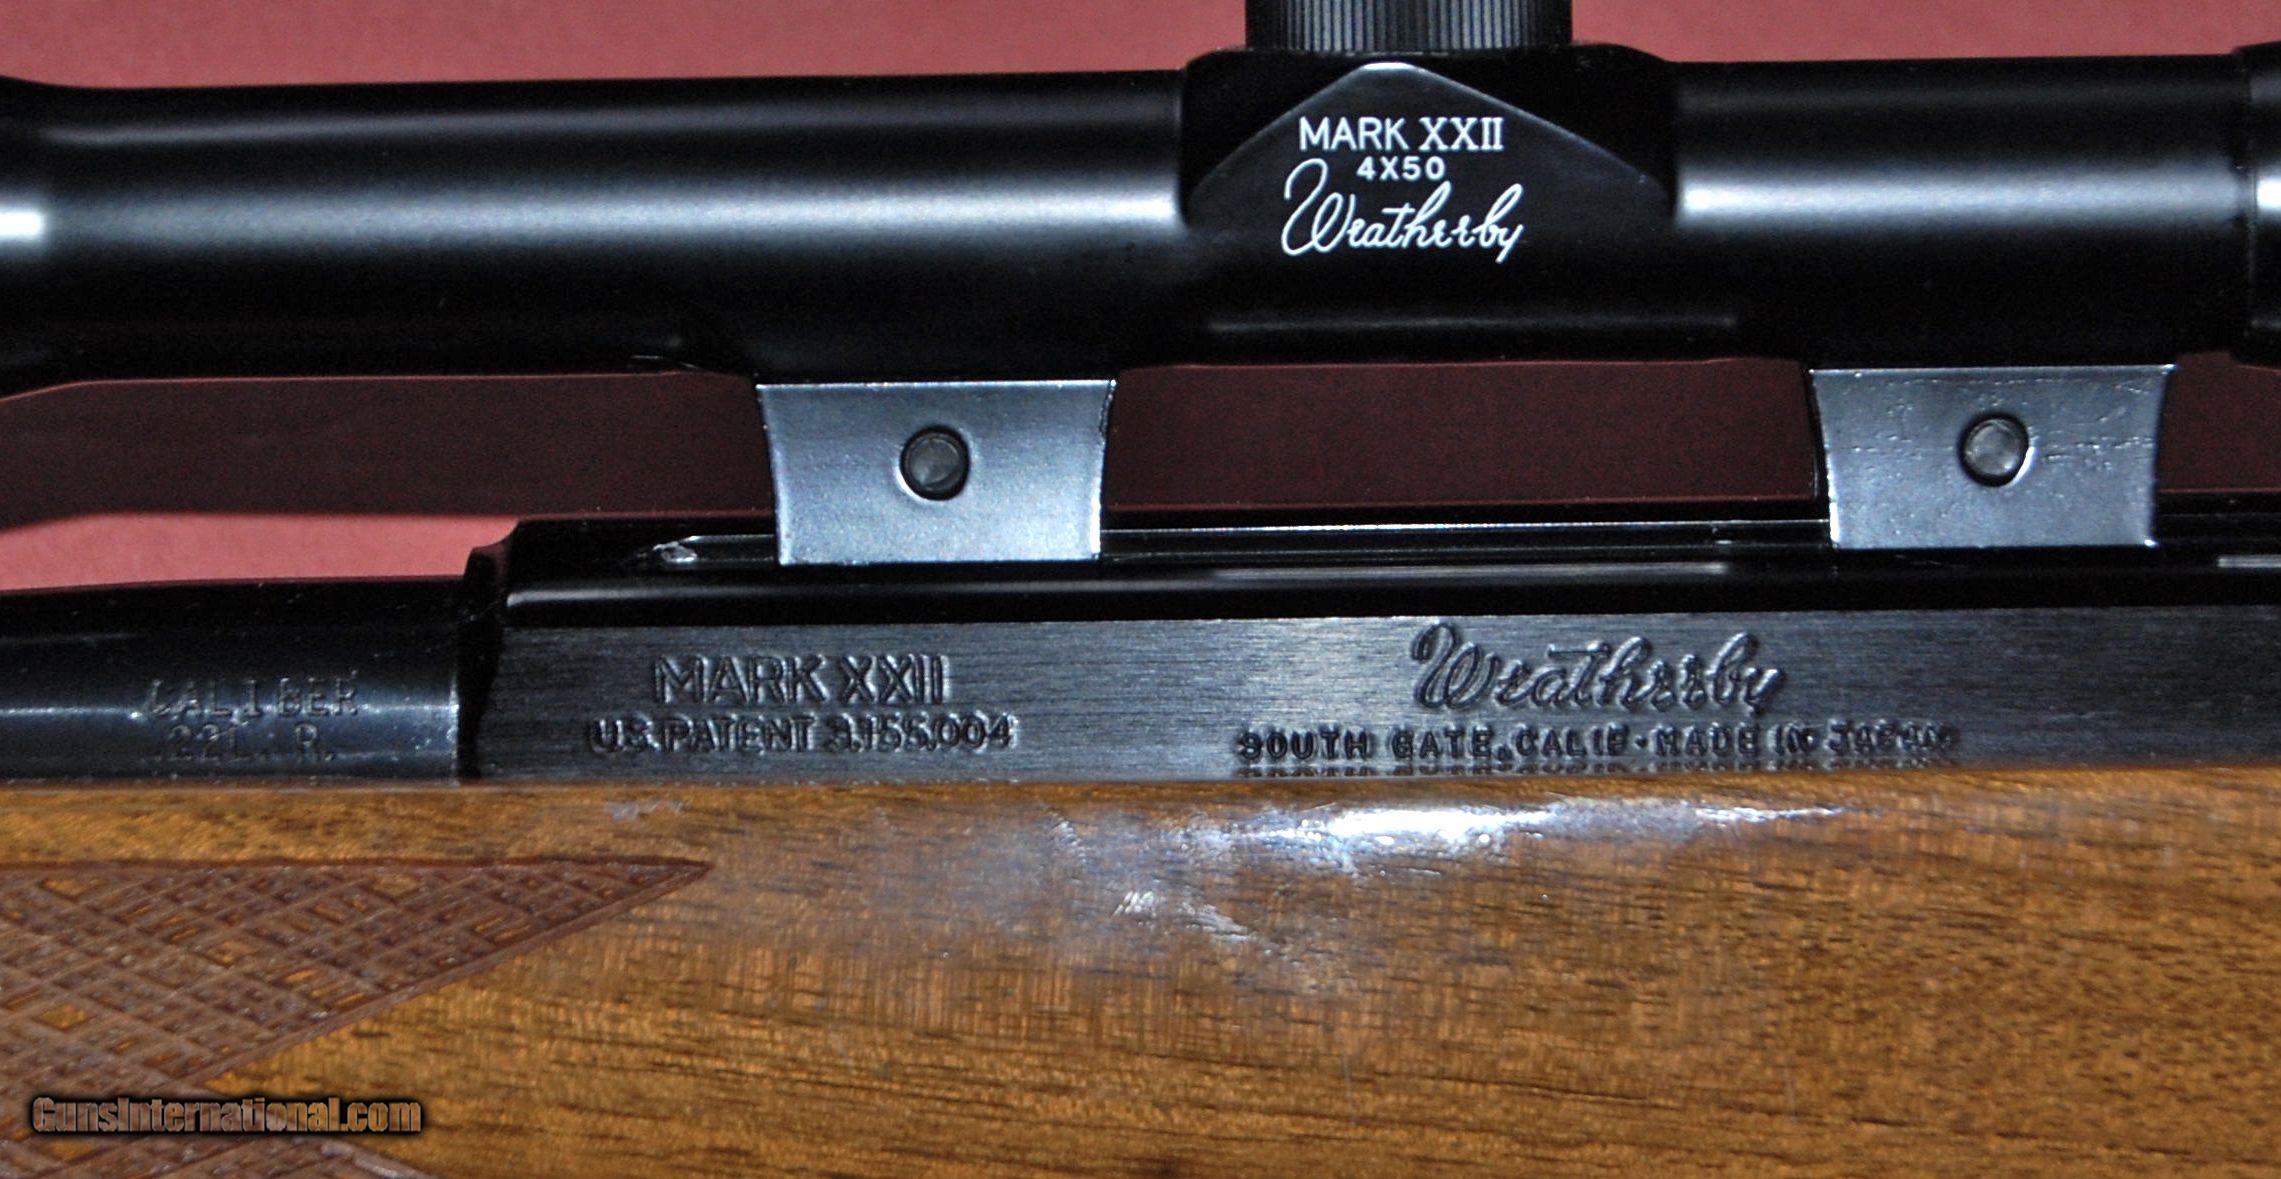 MARK XXII
4X50
Weatherby
CALIBER
.22L.R.
MARK XXII
U.S. PATENT 3,155,004
Weatherby
SOUTH GATE, CALIF · MADE IN JAPAN
GunsInternational.com